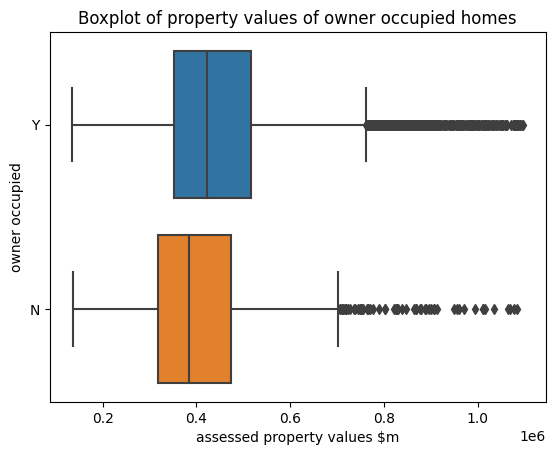 Boxplot of property values of owner occupied homes
owner occupied
Y
N
0.2 0.4 0.6 0.8 1.0
1e6
assessed property values $m